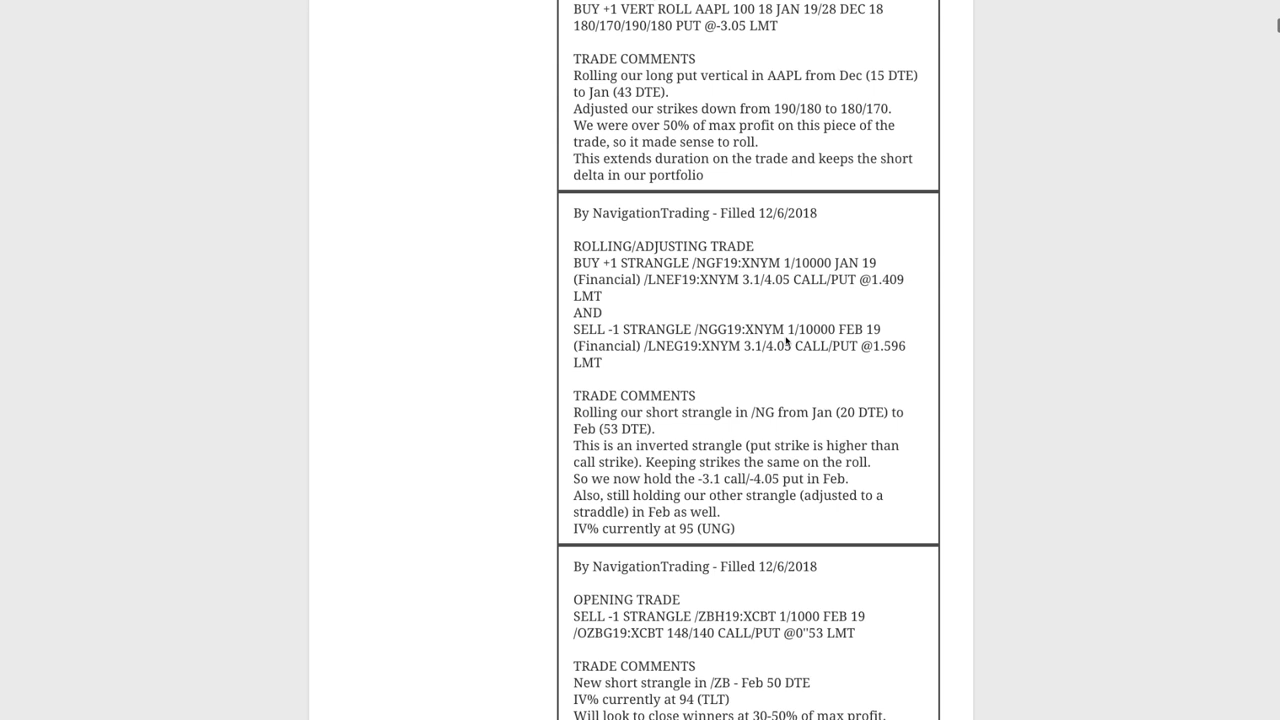 BUY +1 VERT ROLL AAPL 100 18 JAN 19/28 DEC 18
180/170/190/180 PUT @-3.05 LMT
TRADE COMMENTS
Rolling our long put vertical in AAPL from Dec (15 DTE)
to Jan (43 DTE).
Adjusted our strikes down from 190/180 to 180/170.
We were over 50% of max profit on this piece of the
trade, so it made sense to roll.
This extends duration on the trade and keeps the short
delta in our portfolio
By NavigationTrading - Filled 12/6/2018
ROLLING/ADJUSTING TRADE
BUY +1 STRANGLE /NGF19:XNYM 1/10000 JAN 19
(Financial) /LNEF19:XNYM 3.1/4.05 CALL/PUT @1.409
LMT
AND
SELL -1 STRANGLE /NGG19:XNYM 1/10000 FEB 19
(Financial) /LNEG19:XNYM 3.1/4.05 CALL/PUT @1.596
LMT
TRADE COMMENTS
Rolling our short strangle in /NG from Jan (20 DTE) to
Feb (53 DTE).
This is an inverted strangle (put strike is higher than
call strike). Keeping strikes the same on the roll.
So we now hold the -3.1 call/-4.05 put in Feb.
Also, still holding our other strangle (adjusted to a
straddle) in Feb as well.
IV% currently at 95 (UNG)
By NavigationTrading - Filled 12/6/2018
OPENING TRADE
SELL -1 STRANGLE /ZBH19:XCBT 1/1000 FEB 19
/OZBG19:XCBT 148/140 CALL/PUT @0"53 LMT
TRADE COMMENTS
New short strangle in /ZB - Feb 50 DTE
IV% currently at 94 (TLT)
Will look to close winners at 30-50% of max profit.